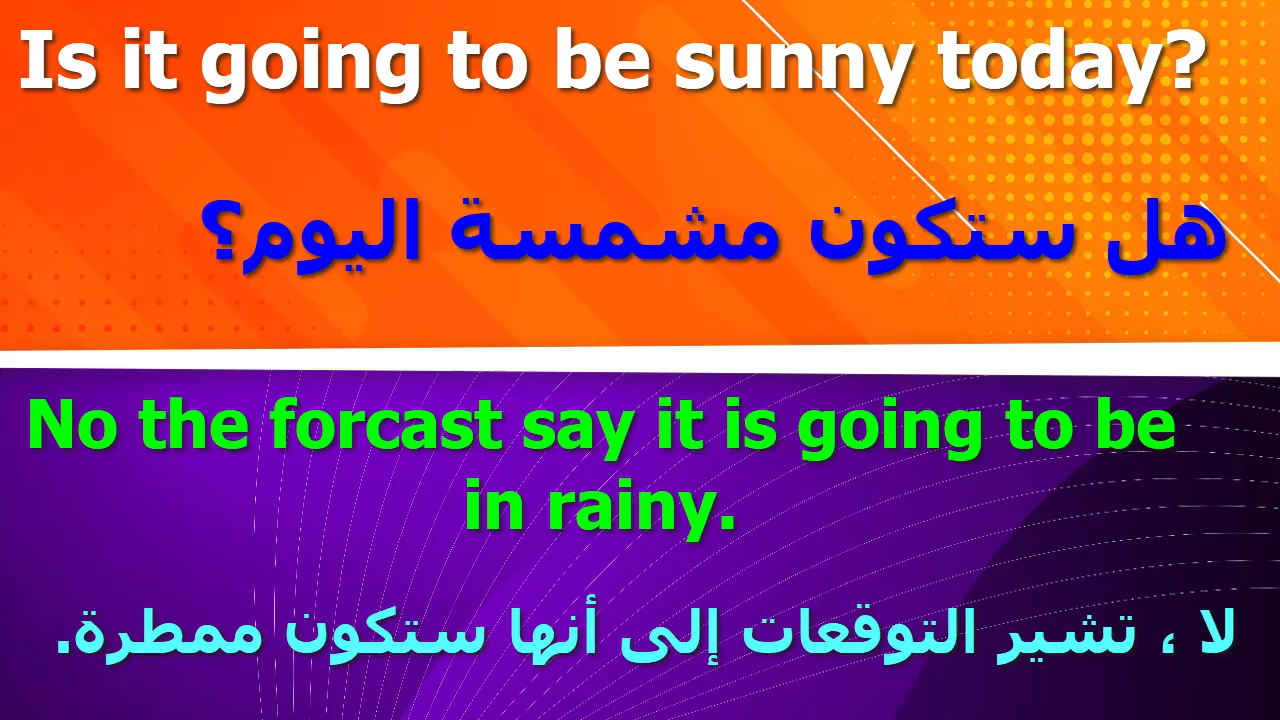 Is it going to be sunny today?
هل ستكون مشمسة اليوم؟
No the forcast say it is going to be
in rainy.
لا ، تشير التوقعات إلى أنها ستكون ممطرة.